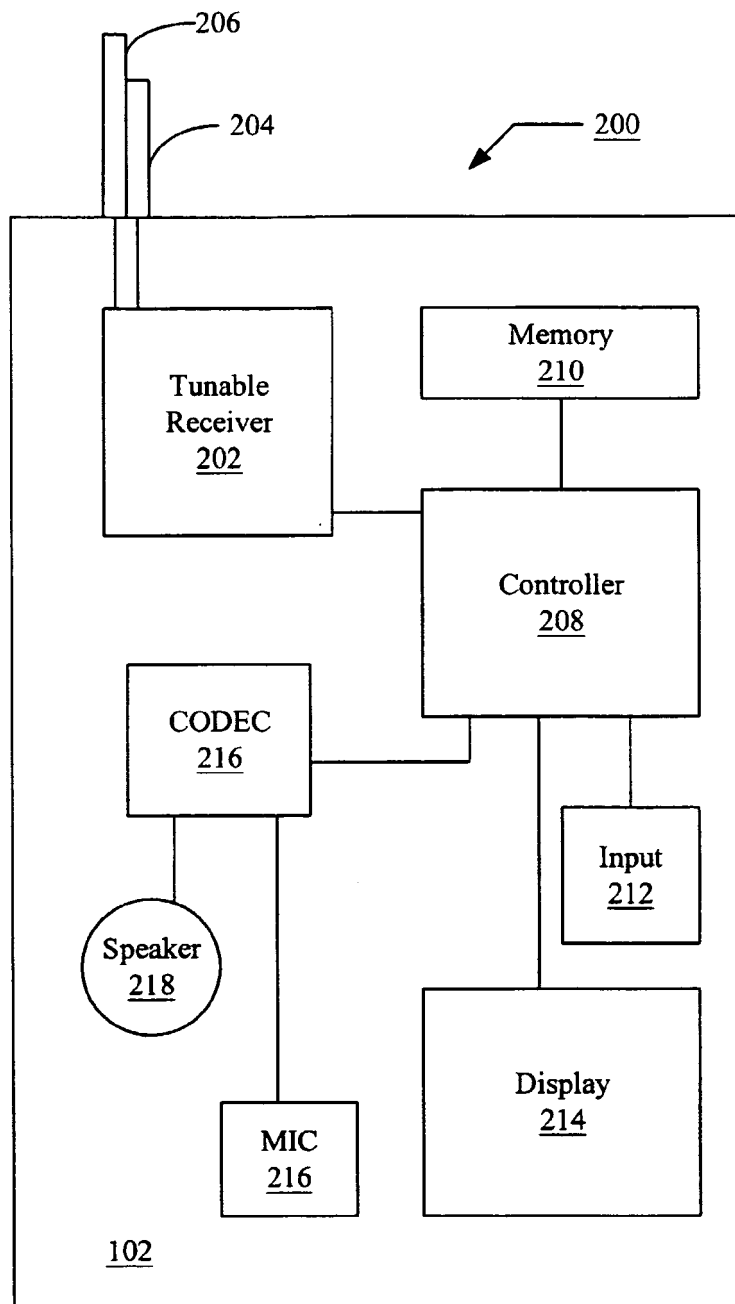 206
204
200
Tunable
Receiver
202
Memory
210
Controller
208
CODEC
216
Input
212
Speaker
218
Display
214
MIC
216
102